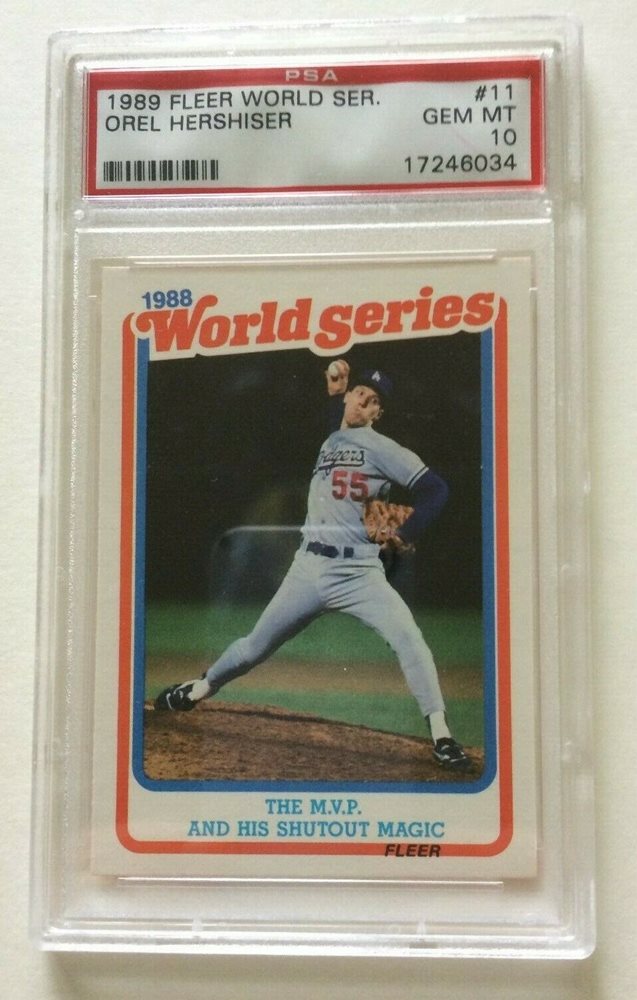 PSA
1989 FLEER WORLD SER. #11
OREL HERSHISER GEM MT
10
17246034
1988
World Series
A
Dodgers
55
THE M.V.P.
AND HIS SHUTOUT MAGIC
FLEER